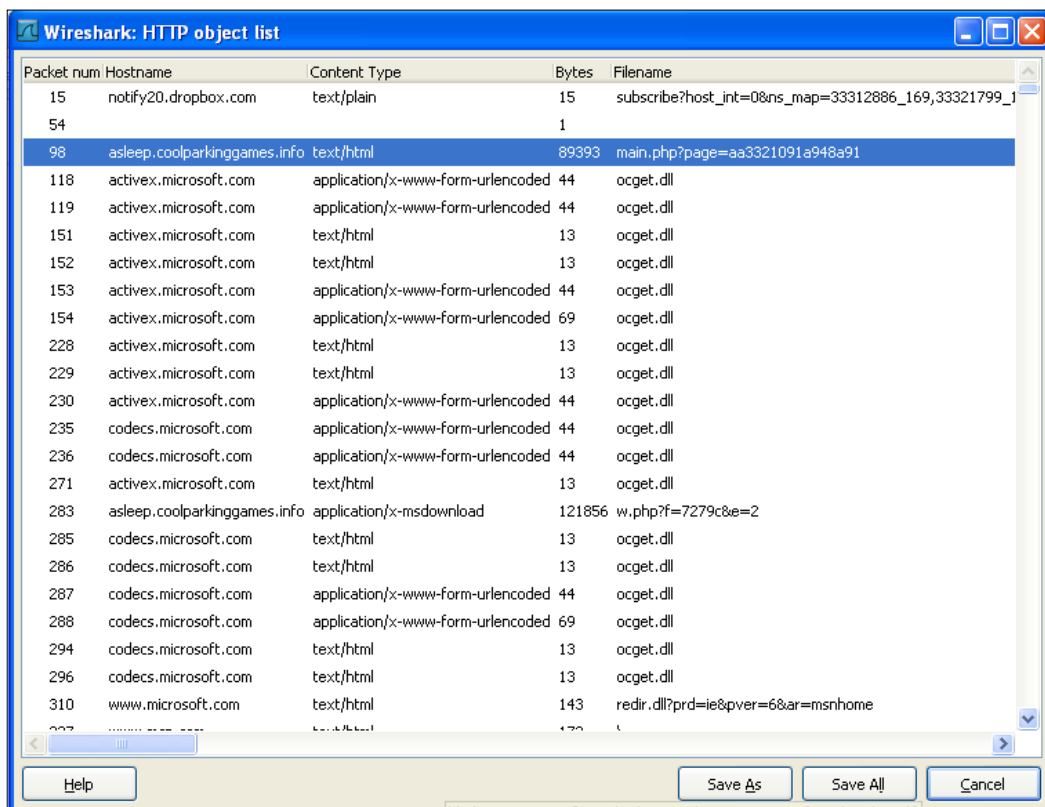 Wireshark: HTTP object list
Packet num Hostname Content Type Bytes Filename
15 notify20.dropbox.com text/plain 15 subscribe?host_int=0&ns_map=33312886_169,33321799_1
54 1
98 asleep.coolparkinggames.info text/html 89393 main.php?page=aa3321091a948a91
118 activex.microsoft.com application/x-www-form-urlencoded 44 ocget.dll
119 activex.microsoft.com application/x-www-form-urlencoded 44 ocget.dll
151 activex.microsoft.com text/html 13 ocget.dll
152 activex.microsoft.com text/html 13 ocget.dll
153 activex.microsoft.com application/x-www-form-urlencoded 44 ocget.dll
154 activex.microsoft.com application/x-www-form-urlencoded 69 ocget.dll
228 activex.microsoft.com text/html 13 ocget.dll
229 activex.microsoft.com text/html 13 ocget.dll
230 activex.microsoft.com application/x-www-form-urlencoded 44 ocget.dll
235 codecs.microsoft.com application/x-www-form-urlencoded 44 ocget.dll
236 codecs.microsoft.com application/x-www-form-urlencoded 44 ocget.dll
271 activex.microsoft.com text/html 13 ocget.dll
283 asleep.coolparkinggames.info application/x-msdownload 121856 w.php?f=7279c&e=2
285 codecs.microsoft.com text/html 13 ocget.dll
286 codecs.microsoft.com text/html 13 ocget.dll
287 codecs.microsoft.com application/x-www-form-urlencoded 44 ocget.dll
288 codecs.microsoft.com application/x-www-form-urlencoded 69 ocget.dll
294 codecs.microsoft.com text/html 13 ocget.dll
296 codecs.microsoft.com text/html 13 ocget.dll
310 www.microsoft.com text/html 143 redir.dll?prd=ie&pver=6&ar=msnhome
Help Save As Save All Cancel